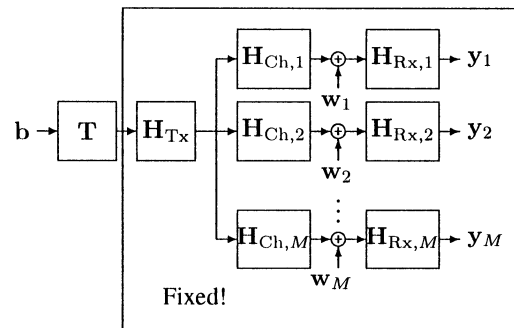 H_Ch,1 H_Rx,1 y_1
w_1
b T H_Tx H_Ch,2 H_Rx,2 y_2
w_2
⋮
H_Ch,M H_Rx,M y_M
w_M
Fixed!